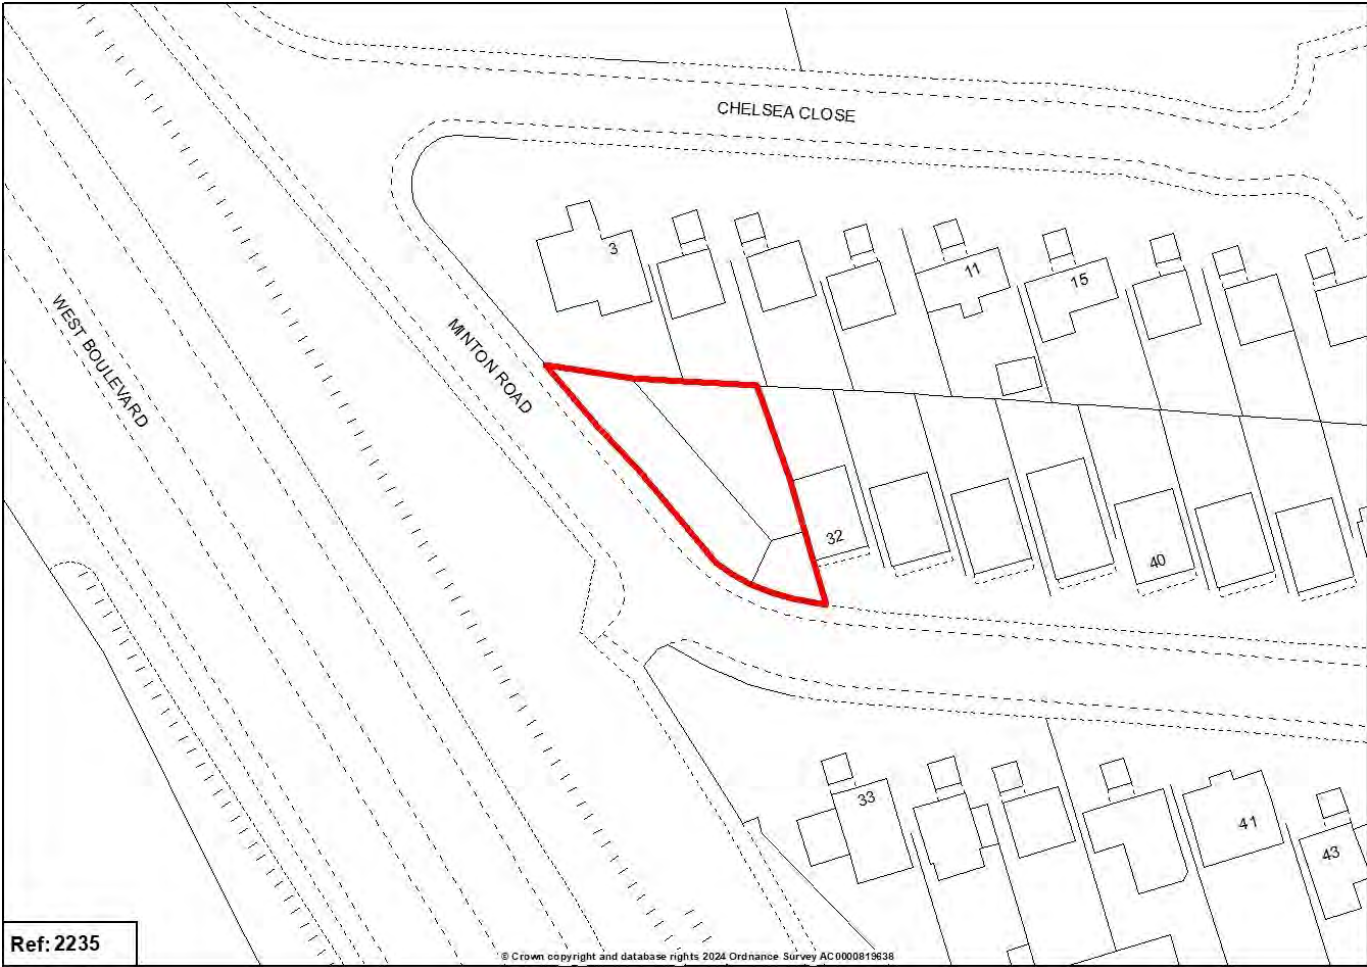 CHELSEA CLOSE
3
11
15
WEST BOULEVARD
MINTON ROAD
32
40
33
41
43
Ref: 2235
© Crown copyright and database rights 2024 Ordnance Survey AC0000819638